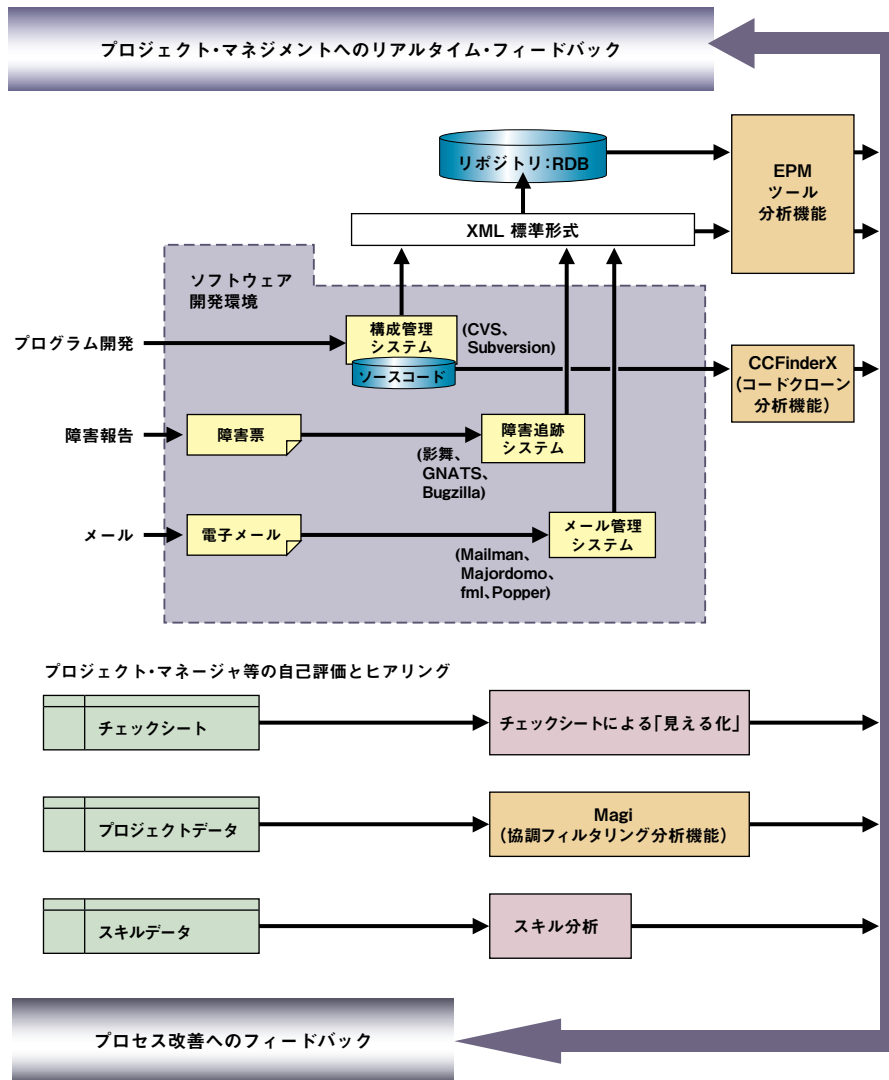 プロジェクト・マネジメントへのリアルタイム・フィードバック
リポジトリ:RDB
EPM
ツール
分析機能
XML 標準形式
ソフトウェア
開発環境
プログラム開発
構成管理
システム
(CVS、
Subversion)
ソースコード
CCFinderX
(コードクローン
分析機能)
障害報告
障害票
障害追跡
システム
(影舞、
GNATS、
Bugzilla)
メール
電子メール
メール管理
システム
(Mailman、
Majordomo、
fml、Popper)
プロジェクト・マネージャ等の自己評価とヒアリング
チェックシート
チェックシートによる「見える化」
プロジェクトデータ
Magi
(協調フィルタリング分析機能)
スキルデータ
スキル分析
プロセス改善へのフィードバック